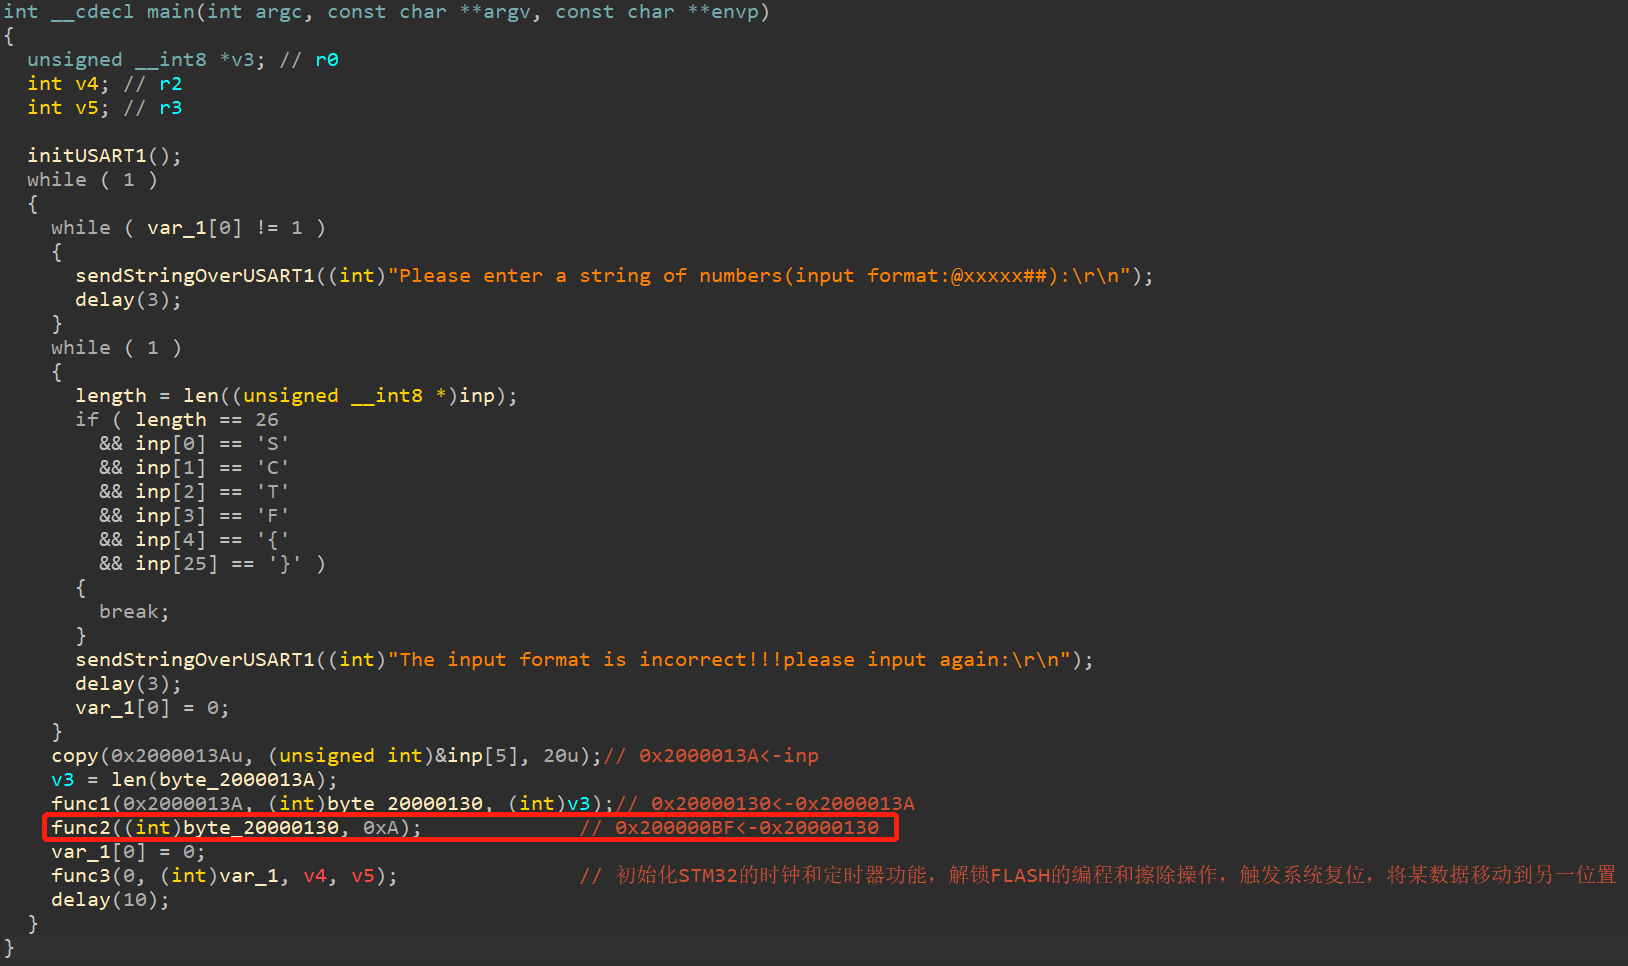 int __cdecl main(int argc, const char **argv, const char **envp)
{
  unsigned __int8 *v3; // r0
  int v4; // r2
  int v5; // r3

  initUSART1();
  while ( 1 )
  {
    while ( var_1[0] != 1 )
    {
      sendStringOverUSART1((int)"Please enter a string of numbers(input format:@xxxxx##):\r\n");
      delay(3);
    }
    while ( 1 )
    {
      length = len((unsigned __int8 *)inp);
      if ( length == 26
        && inp[0] == 'S'
        && inp[1] == 'C'
        && inp[2] == 'T'
        && inp[3] == 'F'
        && inp[4] == '{'
        && inp[25] == '}' )
      {
        break;
      }
      sendStringOverUSART1((int)"The input format is incorrect!!!please input again:\r\n");
      delay(3);
      var_1[0] = 0;
    }
    copy(0x2000013Au, (unsigned int)&inp[5], 20u);// 0x2000013A<-inp
    v3 = len(byte_2000013A);
    func1(0x2000013A, (int)byte_20000130, (int)v3);// 0x20000130<-0x2000013A
    func2((int)byte_20000130, 0xA);             // 0x200000BF<-0x20000130
    var_1[0] = 0;
    func3(0, (int)var_1, v4, v5);               // 初始化STM32的时钟和定时器功能，解锁FLASH的编程和擦除操作，触发系统复位，将某数据移动到另一位置
    delay(10);
  }
}